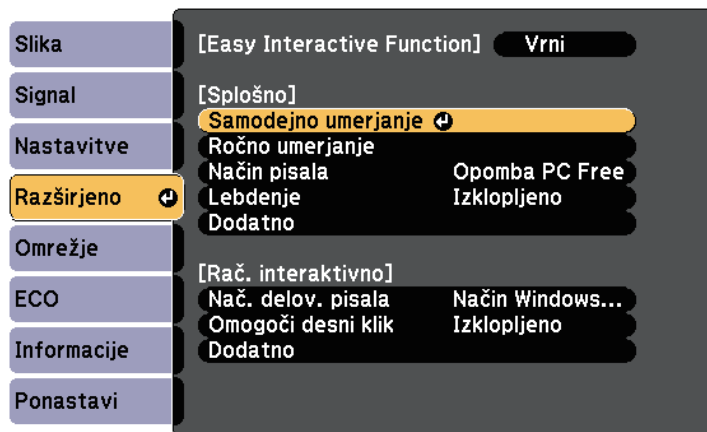 Slika
Signal
Nastavitve
Razširjeno
Omrežje
ECO
Informacije
Ponastavi
[Easy Interactive Function] Vrni
[Splošno]
Samodejno umerjanje
Ročno umerjanje
Način pisala Opomba PC Free
Lebdenje Izklopljeno
Dodatno
[Rač. interaktivno]
Nač. delov. pisala Način Windows...
Omogoči desni klik Izklopljeno
Dodatno